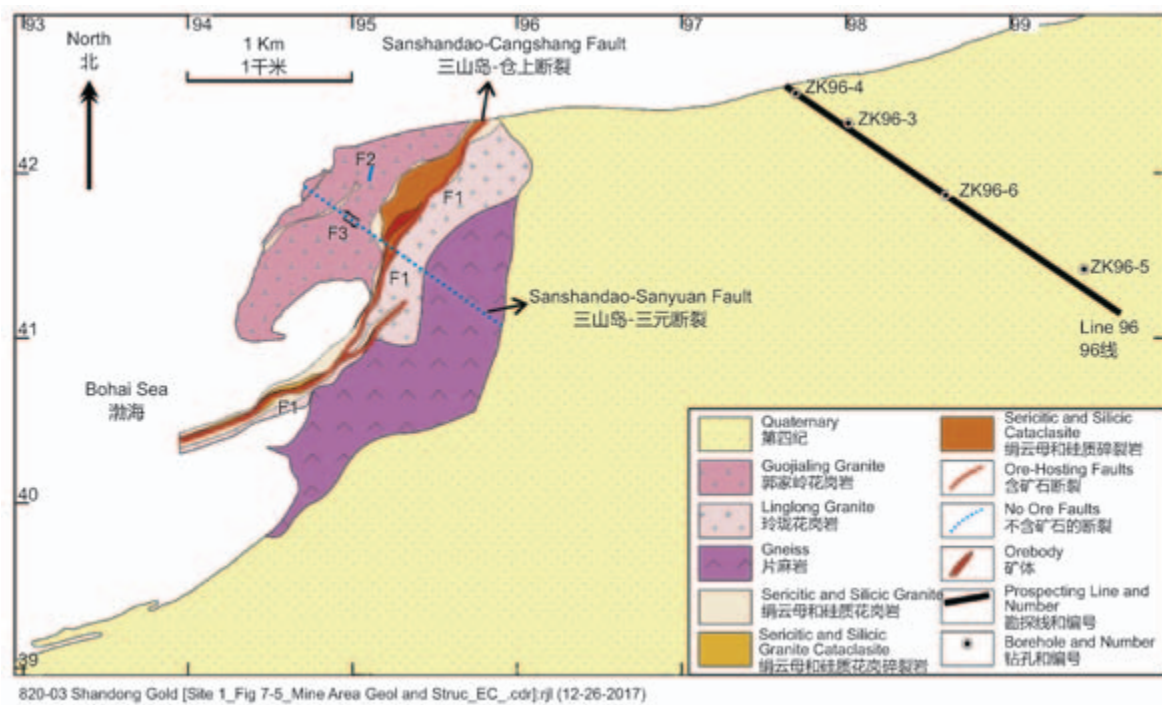 93 94 95 96 97 98 99
North
北
1 Km
1千米
Sanshandao-Cangshang Fault
三山岛-仓上断裂
ZK96-4
ZK96-3
42
F2
F1
ZK96-6
F3
F1
ZK96-5
Sanshandao-Sanyuan Fault
三山岛-三元断裂
41
Line 96
96线
Bohai Sea
渤海
F1
40
39
Quaternary
第四纪
Guojialing Granite
郭家岭花岗岩
Linglong Granite
玲珑花岗岩
Gneiss
片麻岩
Sericitic and Silicic Granite
绢云母和硅质花岗岩
Sericitic and Silicic
Granite Cataclasite
绢云母和硅质花岗碎裂岩
Sericitic and Silicic
Cataclasite
绢云母和硅质碎裂岩
Ore-Hosting Faults
含矿石断裂
No Ore Faults
不含矿石的断裂
Orebody
矿体
Prospecting Line and
Number
勘探线和编号
Borehole and Number
钻孔和编号
820-03 Shandong Gold [Site 1_Fig 7-5_Mine Area Geol and Struc_EC_.cdr]:rjl (12-26-2017)